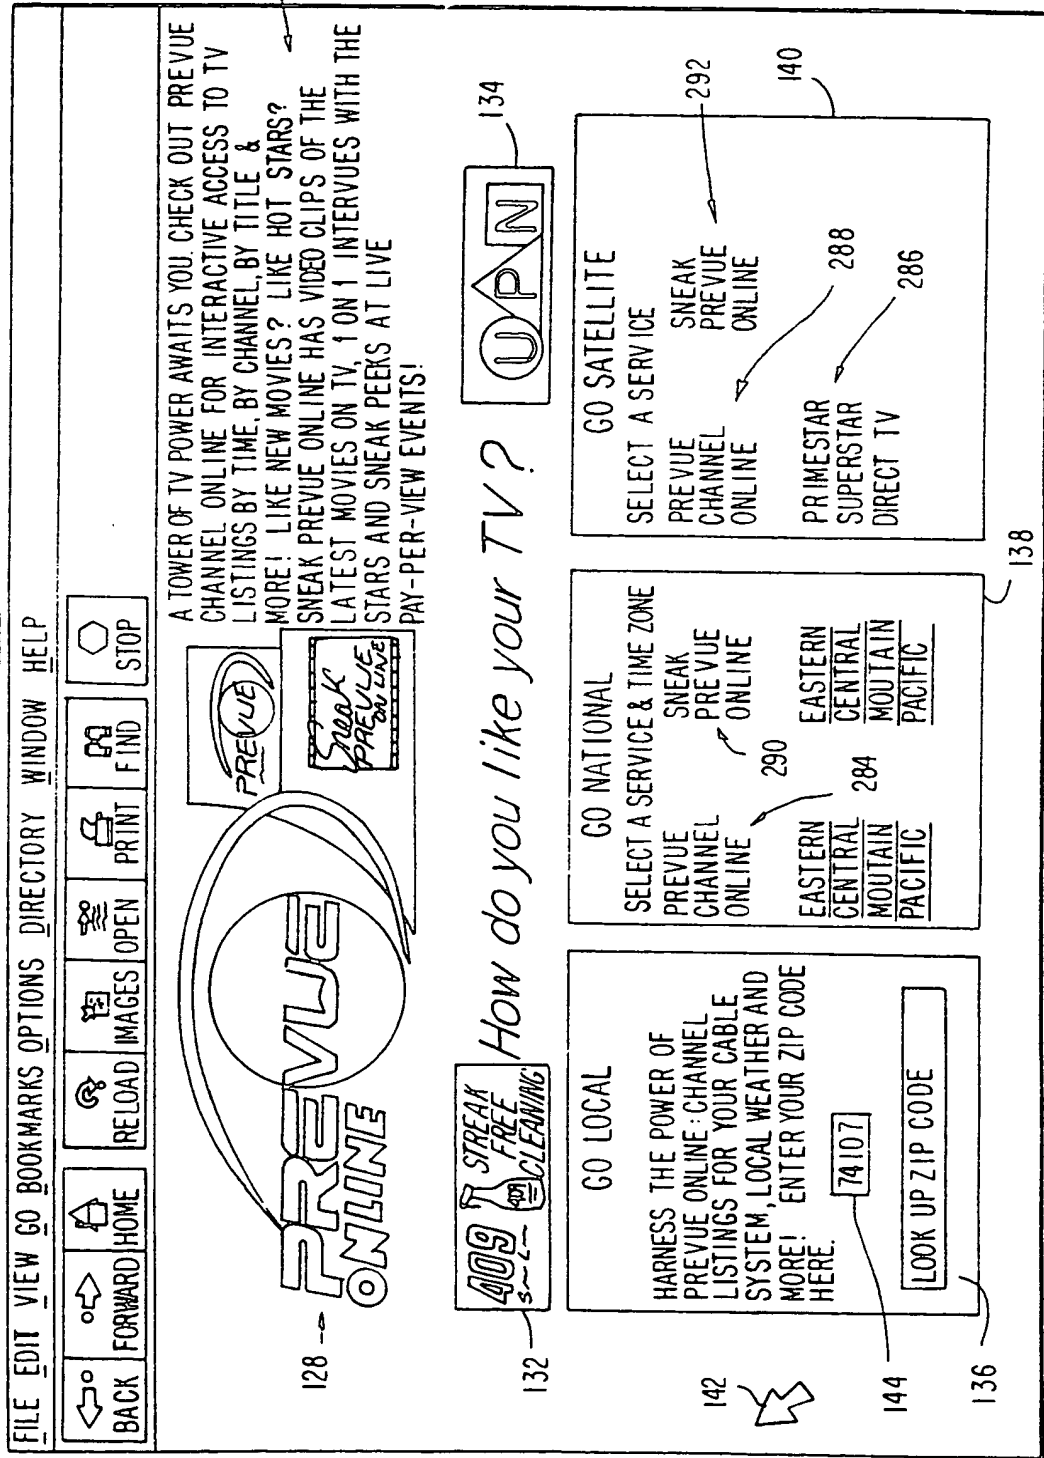 FILE EDIT VIEW GO BOOKMARKS OPTIONS DIRECTORY WINDOW HELP
BACK FORWARD HOME RELOAD IMAGES OPEN PRINT FIND STOP
128
PREVUE
ONLINE
PREVUE
Sneak
PREVUE
ON LINE
A TOWER OF TV POWER AWAITS YOU. CHECK OUT PREVUE
CHANNEL ONLINE FOR INTERACTIVE ACCESS TO TV
LISTINGS BY TIME, BY CHANNEL, BY TITLE &
MORE! LIKE NEW MOVIES? LIKE HOT STARS?
SNEAK PREVUE ONLINE HAS VIDEO CLIPS OF THE
LATEST MOVIES ON TV, 1 ON 1 INTERVUES WITH THE
STARS AND SNEAK PEEKS AT LIVE
PAY-PER-VIEW EVENTS!
132
409
STREAK
FREE
CLEANING
409
How do you like your TV?
UPN
134
GO LOCAL
HARNESS THE POWER OF
PREVUE ONLINE: CHANNEL
LISTINGS FOR YOUR CABLE
SYSTEM, LOCAL WEATHER AND
MORE! ENTER YOUR ZIP CODE
HERE.
74107
LOOK UP ZIP CODE
142
144
136
GO NATIONAL
SELECT A SERVICE & TIME ZONE
PREVUE
CHANNEL
ONLINE
SNEAK
PREVUE
ONLINE
290
284
EASTERN
CENTRAL
MOUTAIN
PACIFIC
EASTERN
CENTRAL
MOUTAIN
PACIFIC
138
GO SATELLITE
SELECT A SERVICE
PREVUE
CHANNEL
ONLINE
SNEAK
PREVUE
ONLINE
PRIMESTAR
SUPERSTAR
DIRECT TV
140
292
288
286